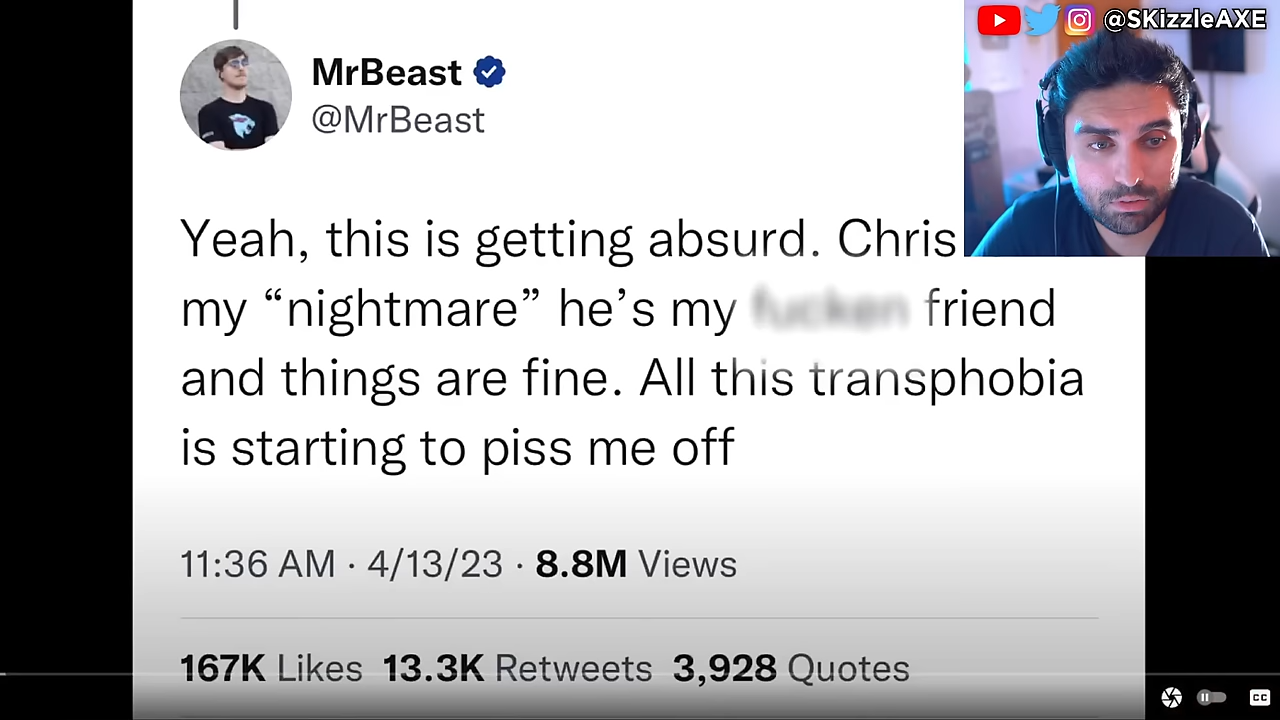 @SKizzleAXE
MrBeast
@MrBeast
Yeah, this is getting absurd. Chris
my “nightmare” he’s my fucken friend
and things are fine. All this transphobia
is starting to piss me off
11:36 AM · 4/13/23 · 8.8M Views
167K Likes 13.3K Retweets 3,928 Quotes
CC